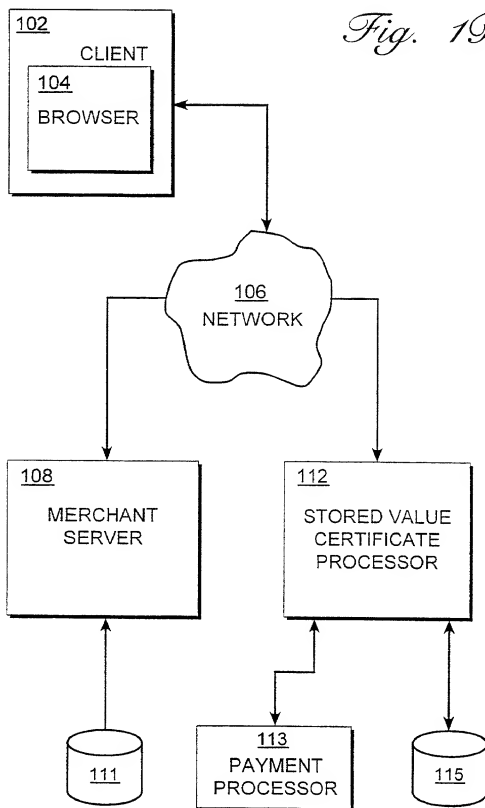 Fig.
102
CLIENT
104
BROWSER
106
NETWORK
108
MERCHANT
SERVER
112
STORED VALUE
CERTIFICATE
PROCESSOR
111
113
PAYMENT
PROCESSOR
115